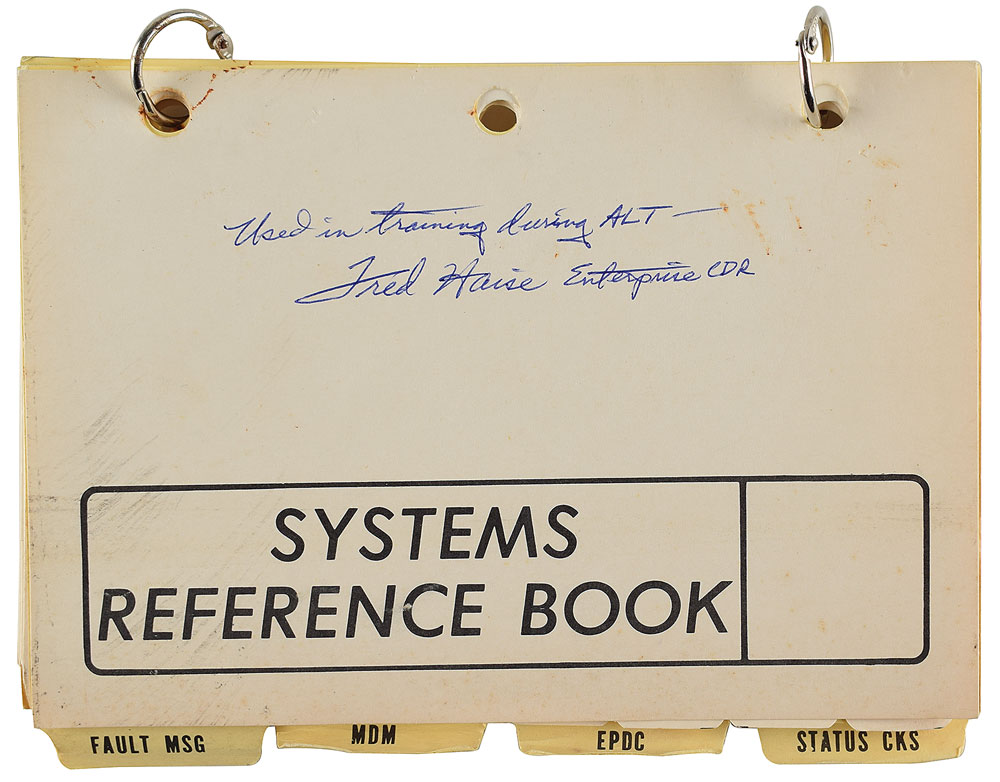 Used in training during ALT —
Fred Haise Enterprise CDR
SYSTEMS
REFERENCE BOOK
FAULT MSG
MDM
EPDC
STATUS CKS